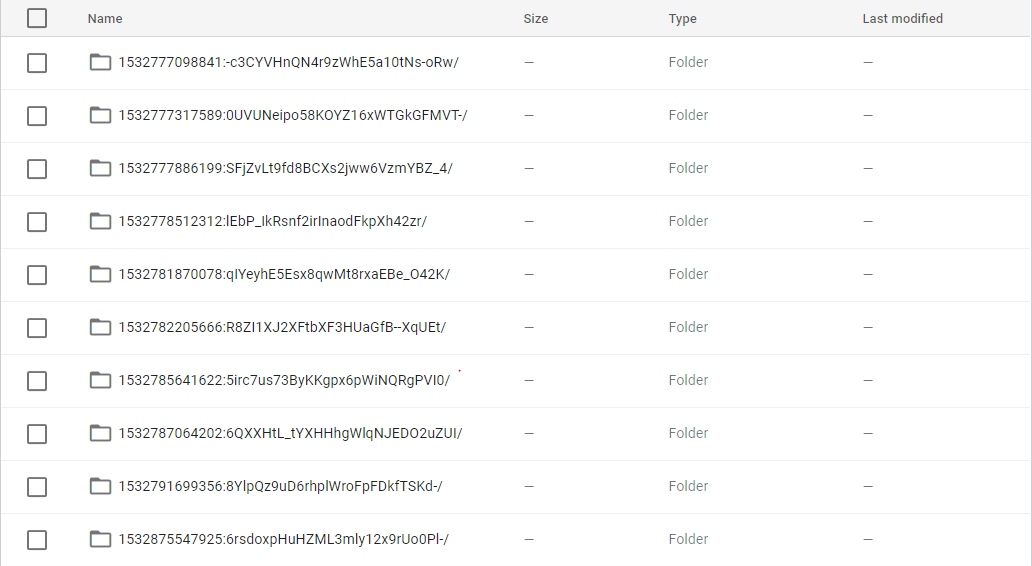 Name Size Type Last modified
1532777098841:-c3CYVHnQN4r9zWhE5a10tNs-oRw/ — Folder —
1532777317589:0UVUNeipo58KOYZ16xWTGkGFMVT-/ — Folder —
1532777886199:SFjZvLt9fd8BCXs2jww6VzmYBZ_4/ — Folder —
1532778512312:lEbP_IkRsnf2irInaodFkpXh42zr/ — Folder —
1532781870078:qIYeyhE5Esx8qwMt8rxaEBe_O42K/ — Folder —
1532782205666:R8ZI1XJ2XFtbXF3HUaGfB--XqUEt/ — Folder —
1532785641622:5irc7us73ByKKgpx6pWiNQRgPVI0/ — Folder —
1532787064202:6QXXHtL_tYXHHhgWlqNJEDO2uZUI/ — Folder —
1532791699356:8YlpQz9uD6rhplWroFpFDkfTSKd-/ — Folder —
1532875547925:6rsdoxpHuHZML3mly12x9rUo0Pl-/ — Folder —